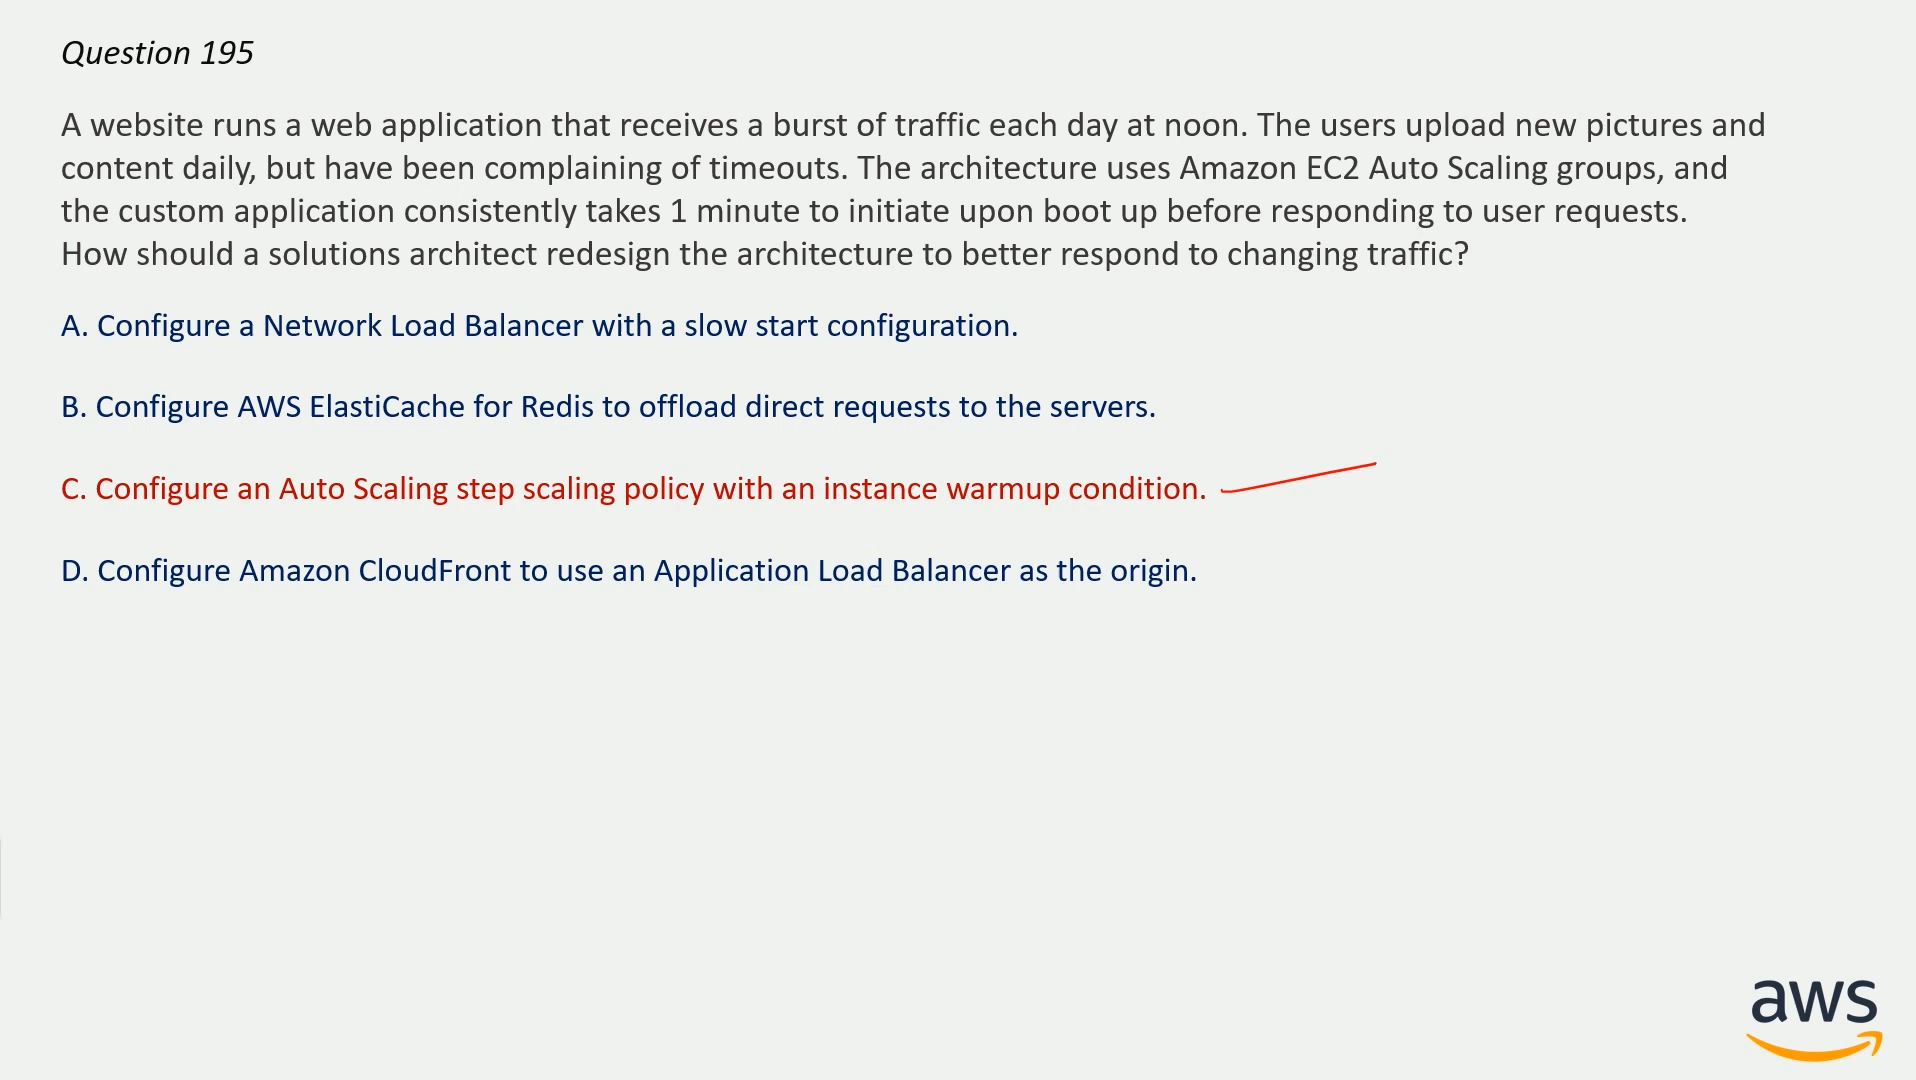 Question 195
A website runs a web application that receives a burst of traffic each day at noon. The users upload new pictures and
content daily, but have been complaining of timeouts. The architecture uses Amazon EC2 Auto Scaling groups, and
the custom application consistently takes 1 minute to initiate upon boot up before responding to user requests.
How should a solutions architect redesign the architecture to better respond to changing traffic?
A. Configure a Network Load Balancer with a slow start configuration.
B. Configure AWS ElastiCache for Redis to offload direct requests to the servers.
C. Configure an Auto Scaling step scaling policy with an instance warmup condition.
D. Configure Amazon CloudFront to use an Application Load Balancer as the origin.
aws